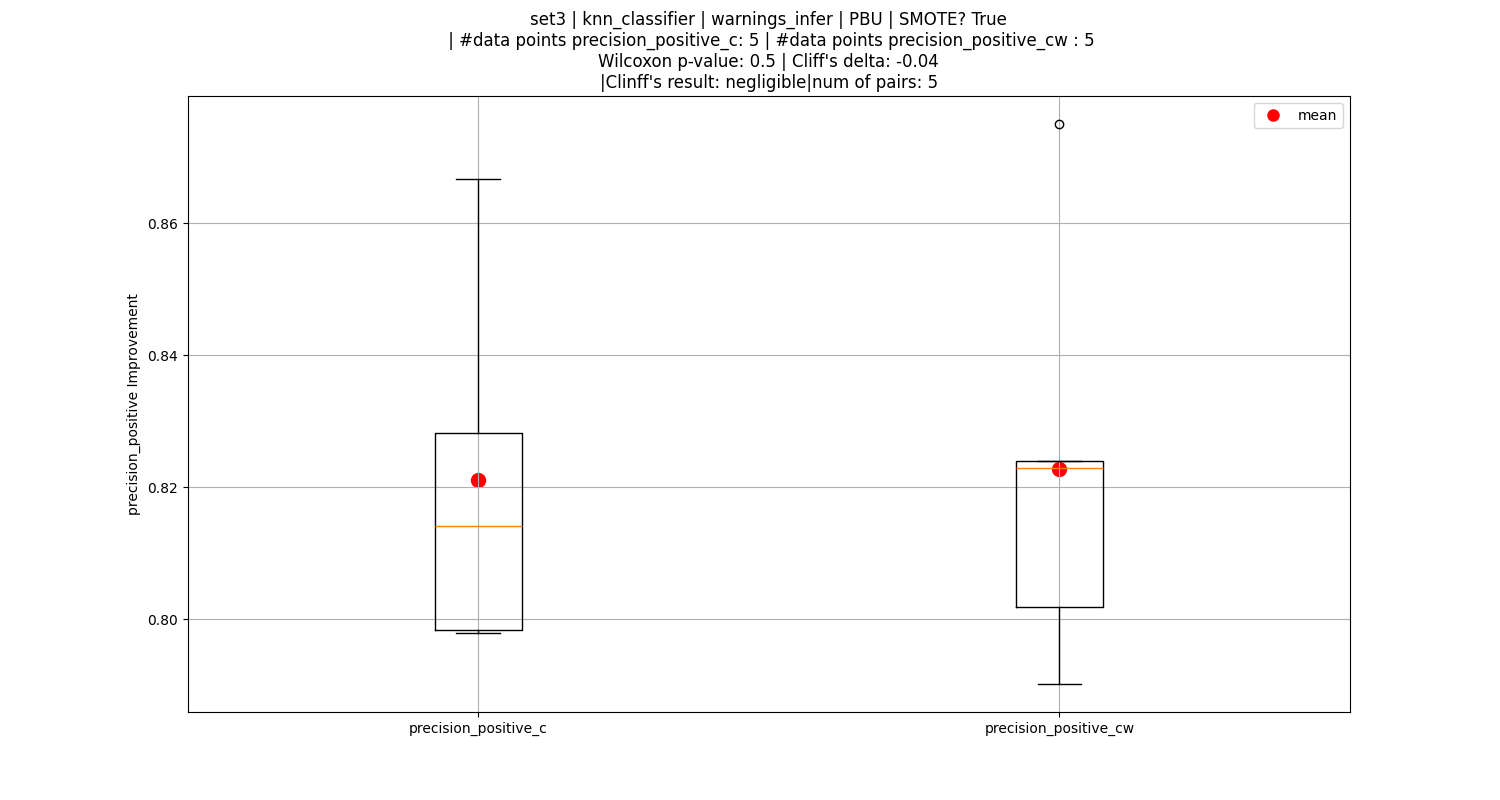 set3 | knn_classifier | warnings_infer | PBU | SMOTE? True
| #data points precision_positive_c: 5 | #data points precision_positive_cw : 5
Wilcoxon p-value: 0.5 | Cliff's delta: -0.04
|Clinff's result: negligible|num of pairs: 5
mean
0.86
0.84
0.82
0.80
precision_positive Improvement
precision_positive_c
precision_positive_cw